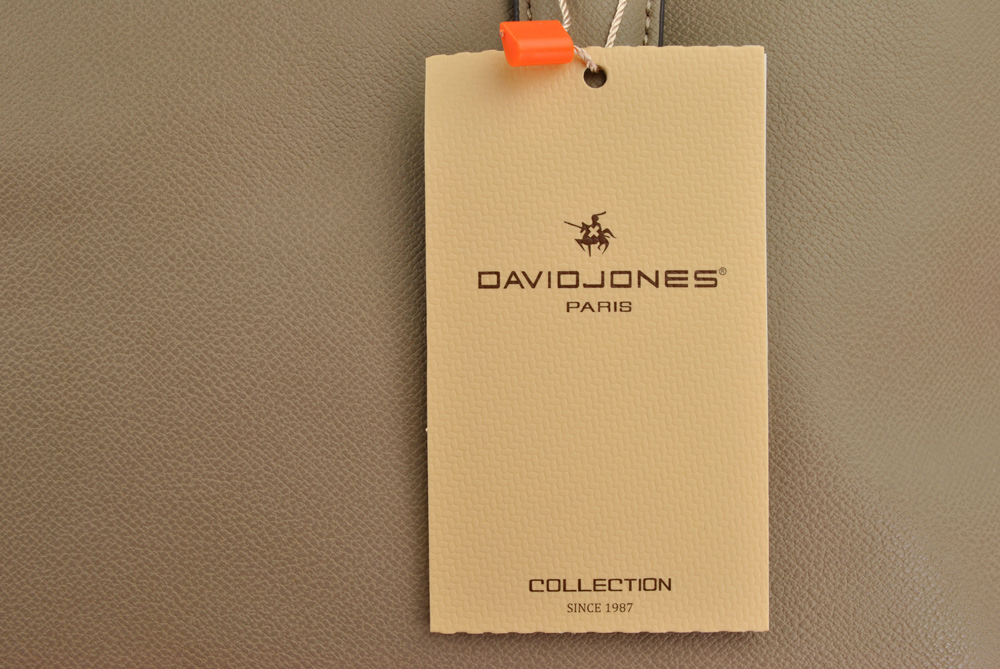 DAVIDJONES®
PARIS
COLLECTION
SINCE 1987